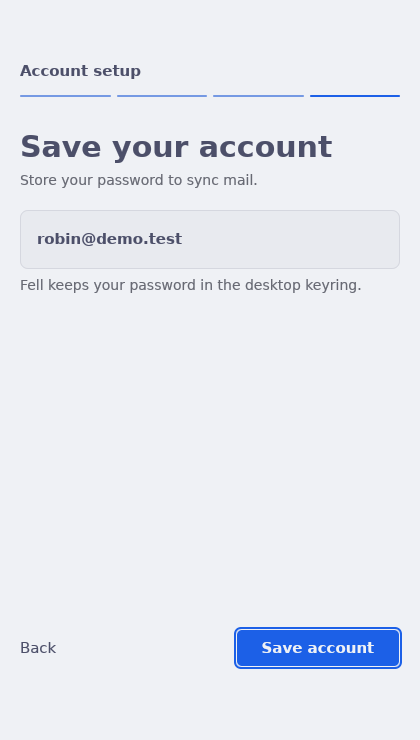 Account setup
Save your account
Store your password to sync mail.
robin@demo.test
Fell keeps your password in the desktop keyring.
Back
Save account